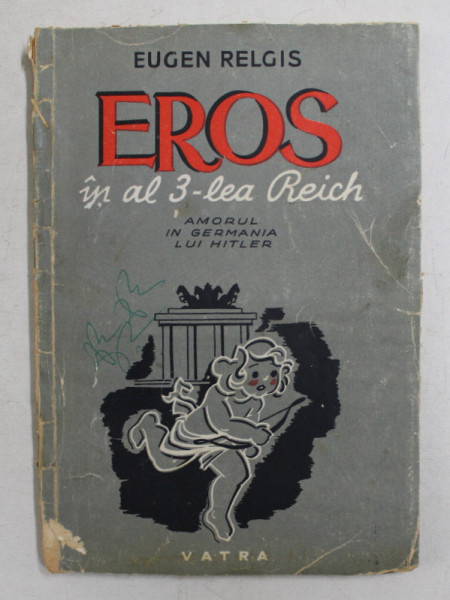 EUGEN RELGIS
EROS
în al 3-lea Reich
AMORUL
IN GERMANIA
LUI HITLER
VATRA